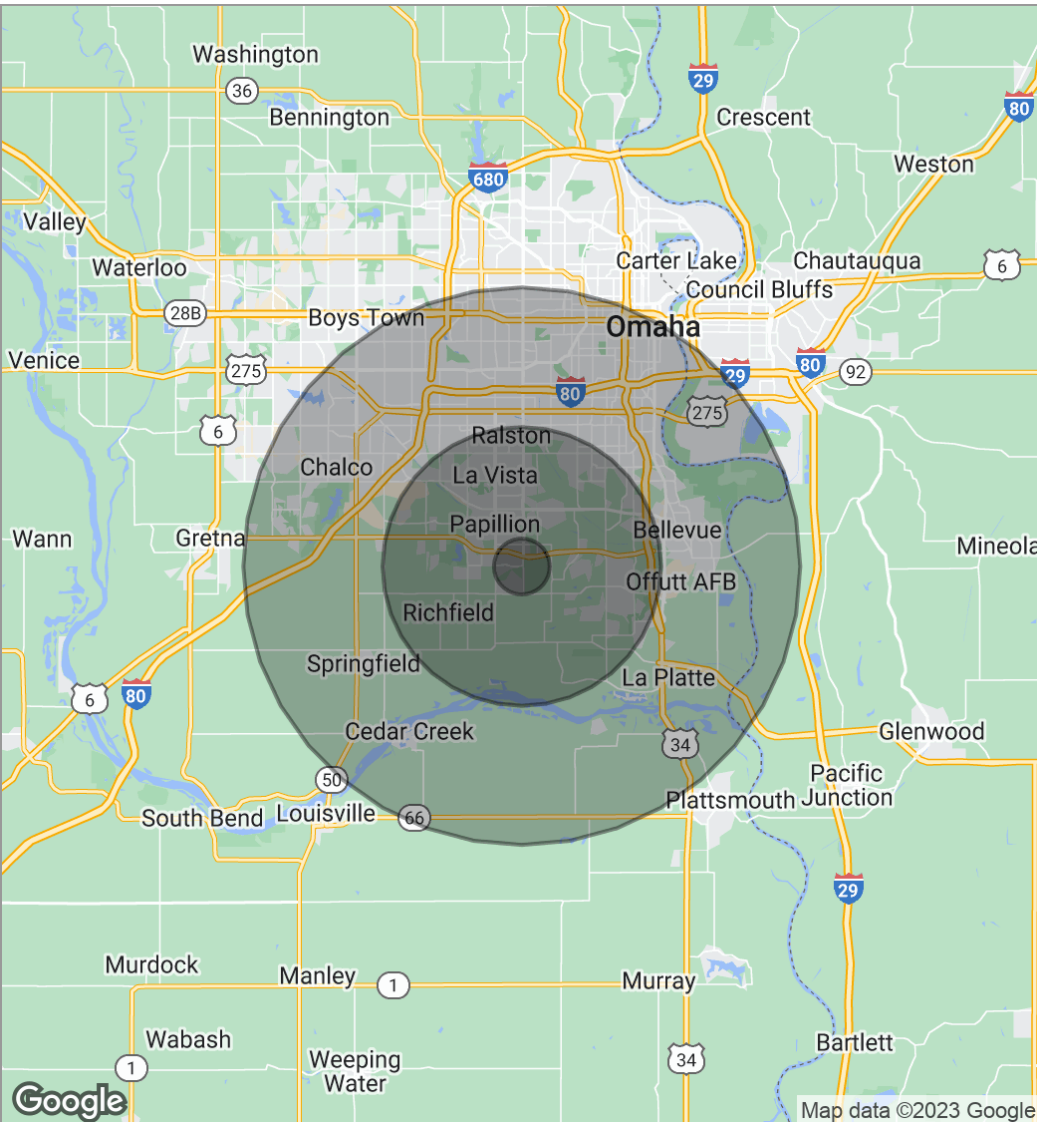 Washington
29
80
36
Bennington
Crescent
Weston
680
Valley
Carter Lake
Chautauqua
Waterloo
6
Council Bluffs
28B
Boys Town
Omaha
Venice
275
29
80
92
80
275
6
Ralston
Chalco
La Vista
Papillion
Bellevue
Wann
Gretna
Mineola
Offutt AFB
Richfield
Springfield
La Platte
6
80
Cedar Creek
34
Glenwood
50
Pacific
Junction
Plattsmouth
South Bend
Louisville
66
29
Murdock
Manley
1
Murray
Wabash
Bartlett
1
Weeping
Water
34
Google
Map data ©2023 Google